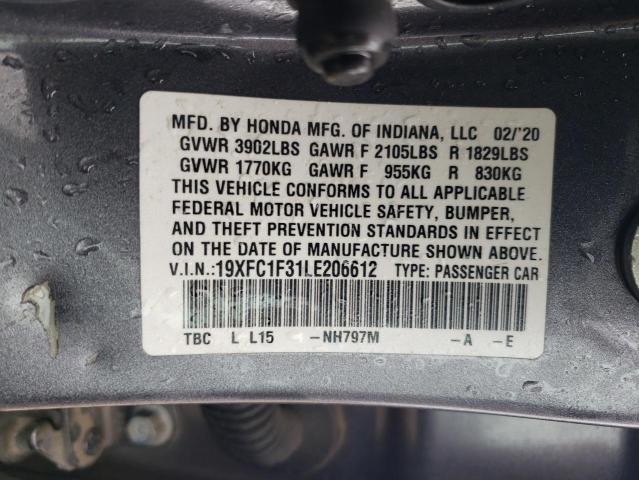 MFD. BY HONDA MFG. OF INDIANA, LLC 02/'20
GVWR 3902LBS GAWR F 2105LBS R 1829LBS
GVWR 1770KG GAWR F 955KG R 830KG
THIS VEHICLE CONFORMS TO ALL APPLICABLE
FEDERAL MOTOR VEHICLE SAFETY, BUMPER,
AND THEFT PREVENTION STANDARDS IN EFFECT
ON THE DATE OF MANUFACTURE SHOWN ABOVE.
V.I.N.:19XFC1F31LE206612 TYPE: PASSENGER CAR
TBC L L15 -NH797M -A -E